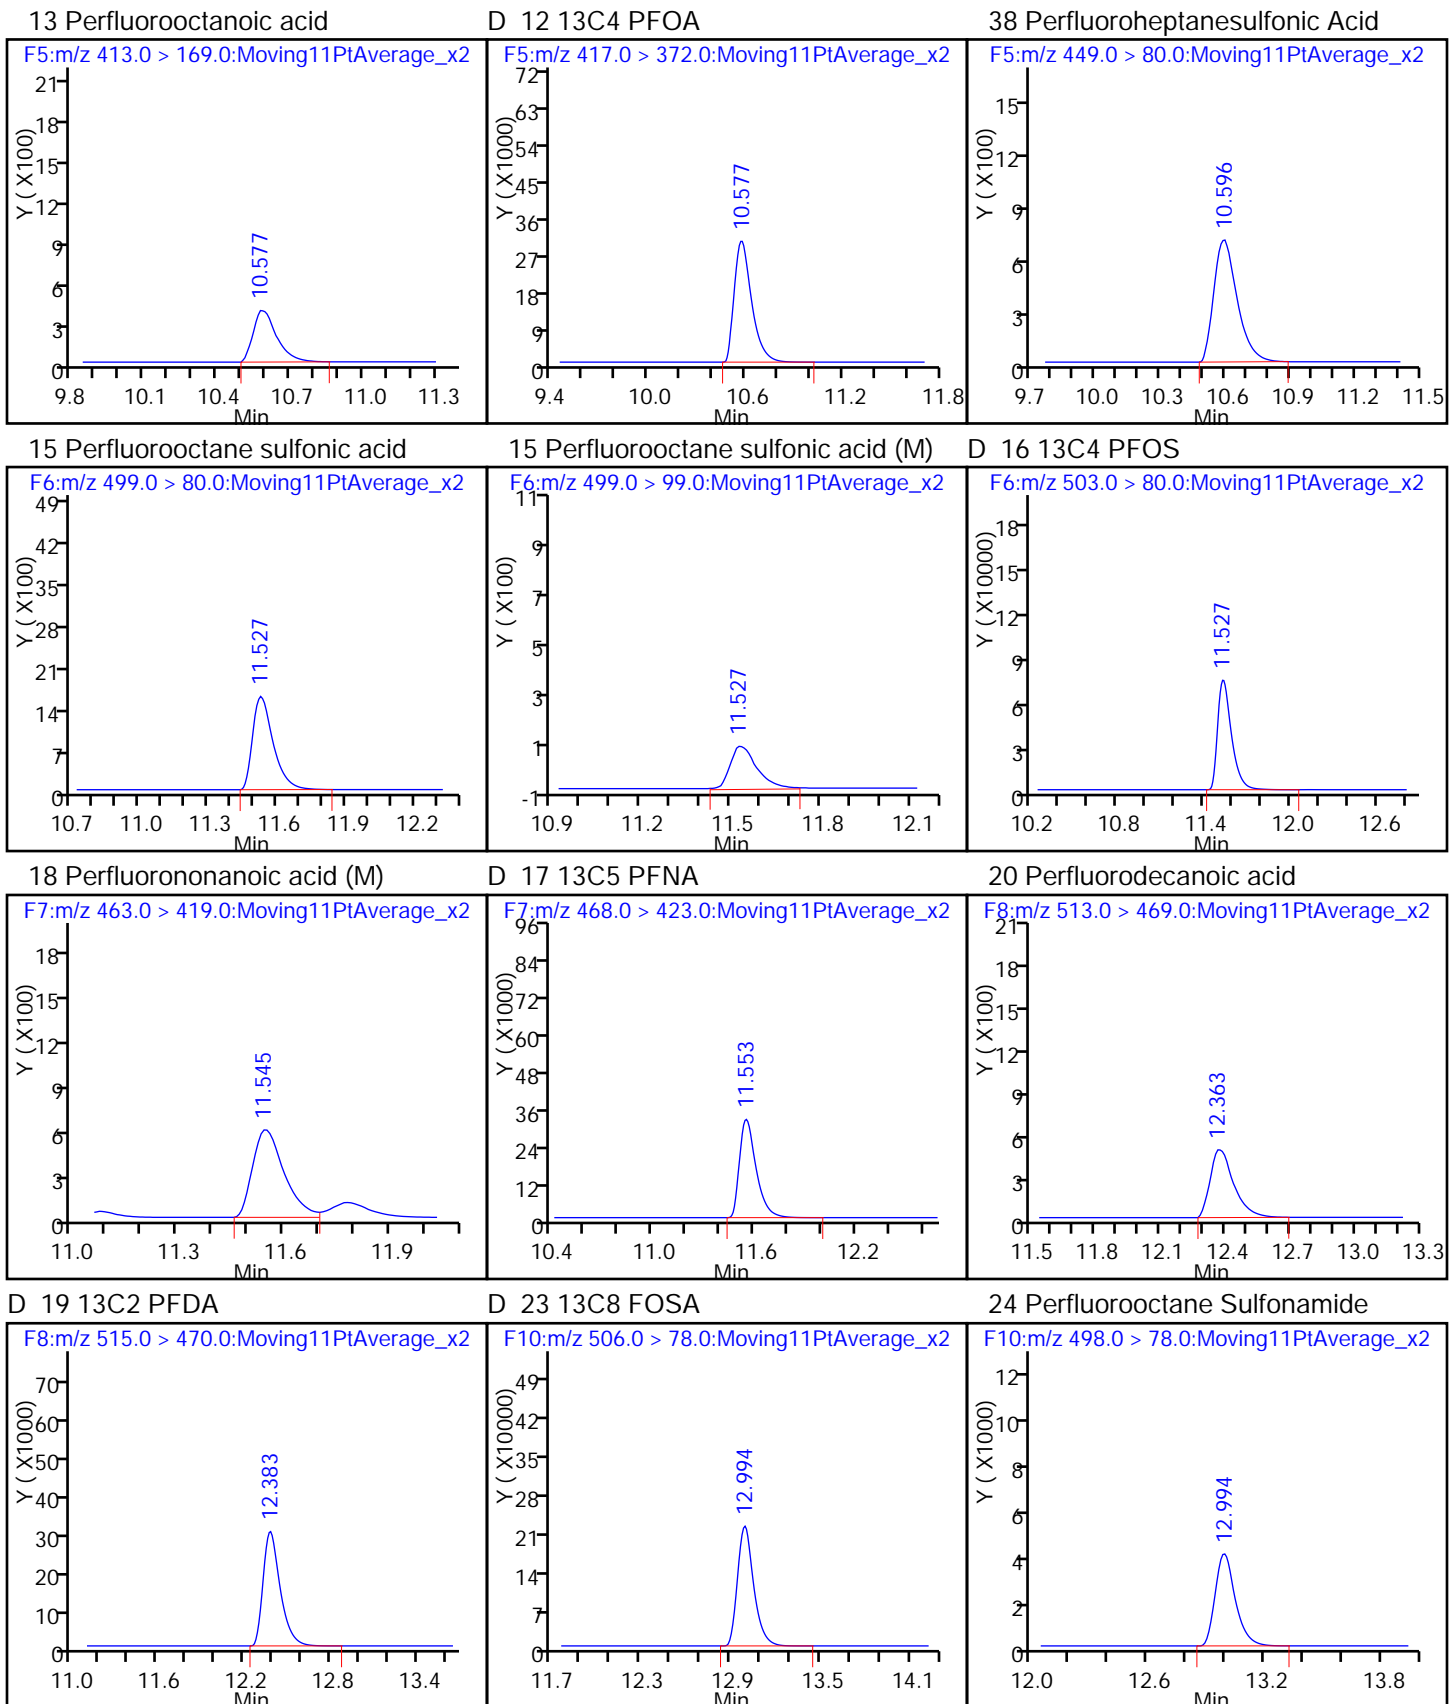 13 Perfluorooctanoic acid
F5:m/z 413.0 > 169.0:Moving11PtAverage_x2
Y ( X100)
21
18
15
12
9
6
3
0
10.577
9.8 10.1 10.4 10.7 11.0 11.3
Min
D 12 13C4 PFOA
F5:m/z 417.0 > 372.0:Moving11PtAverage_x2
Y ( X1000)
72
63
54
45
36
27
18
9
0
10.577
9.4 10.0 10.6 11.2 11.8
Min
38 Perfluoroheptanesulfonic Acid
F5:m/z 449.0 > 80.0:Moving11PtAverage_x2
Y ( X100)
15
12
9
6
3
0
10.596
9.7 10.0 10.3 10.6 10.9 11.2 11.5
Min
15 Perfluorooctane sulfonic acid
F6:m/z 499.0 > 80.0:Moving11PtAverage_x2
Y ( X100)
49
42
35
28
21
14
7
0
11.527
10.7 11.0 11.3 11.6 11.9 12.2
Min
15 Perfluorooctane sulfonic acid (M)
F6:m/z 499.0 > 99.0:Moving11PtAverage_x2
Y ( X100)
11
9
7
5
3
1
-1
11.527
10.9 11.2 11.5 11.8 12.1
Min
D 16 13C4 PFOS
F6:m/z 503.0 > 80.0:Moving11PtAverage_x2
Y ( X10000)
18
15
12
9
6
3
0
11.527
10.2 10.8 11.4 12.0 12.6
Min
18 Perfluorononanoic acid (M)
F7:m/z 463.0 > 419.0:Moving11PtAverage_x2
Y ( X100)
18
15
12
9
6
3
0
11.545
11.0 11.3 11.6 11.9
Min
D 17 13C5 PFNA
F7:m/z 468.0 > 423.0:Moving11PtAverage_x2
Y ( X1000)
96
84
72
60
48
36
24
12
0
11.553
10.4 11.0 11.6 12.2
Min
20 Perfluorodecanoic acid
F8:m/z 513.0 > 469.0:Moving11PtAverage_x2
Y ( X100)
21
18
15
12
9
6
3
0
12.363
11.5 11.8 12.1 12.4 12.7 13.0 13.3
Min
D 19 13C2 PFDA
F8:m/z 515.0 > 470.0:Moving11PtAverage_x2
Y ( X1000)
70
60
50
40
30
20
10
0
12.383
11.0 11.6 12.2 12.8 13.4
Min
D 23 13C8 FOSA
F10:m/z 506.0 > 78.0:Moving11PtAverage_x2
Y ( X10000)
49
42
35
28
21
14
7
0
12.994
11.7 12.3 12.9 13.5 14.1
Min
24 Perfluorooctane Sulfonamide
F10:m/z 498.0 > 78.0:Moving11PtAverage_x2
Y ( X1000)
12
10
8
6
4
2
0
12.994
12.0 12.6 13.2 13.8
Min